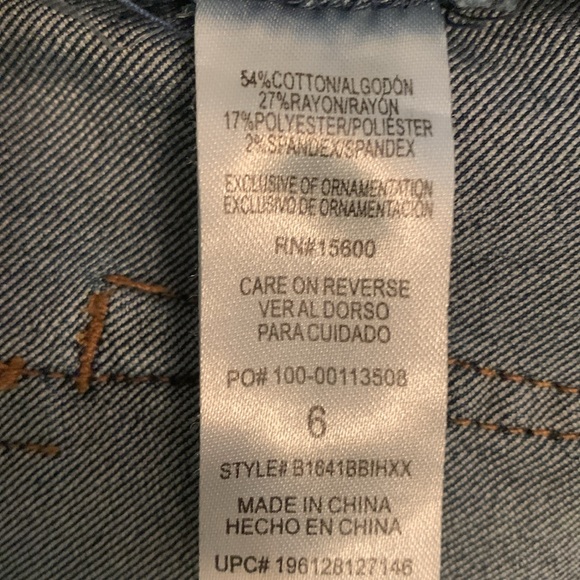 54%COTTON/ALGODÓN
27%RAYON/RAYÓN
17%POLYESTER/POLIÉSTER
2%SPANDEX/SPANDEX
EXCLUSIVE OF ORNAMENTATION
EXCLUSIVO DE ORNAMENTACIÓN
RN#15600
CARE ON REVERSE
VER AL DORSO
PARA CUIDADO
PO# 100-00113508
6
STYLE# B1641BBIHXX
MADE IN CHINA
HECHO EN CHINA
UPC# 196128127146